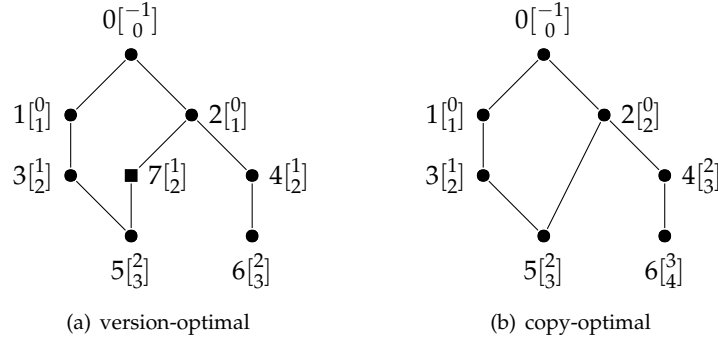 0[−1 0] 0[−1 0]
1[0 1] 2[0 1] 1[0 1] 2[0 2]
3[1 2] 7[1 2] 4[1 2] 3[1 2] 4[2 3]
5[2 3] 6[2 3] 5[2 3] 6[3 4]
(a) version-optimal (b) copy-optimal